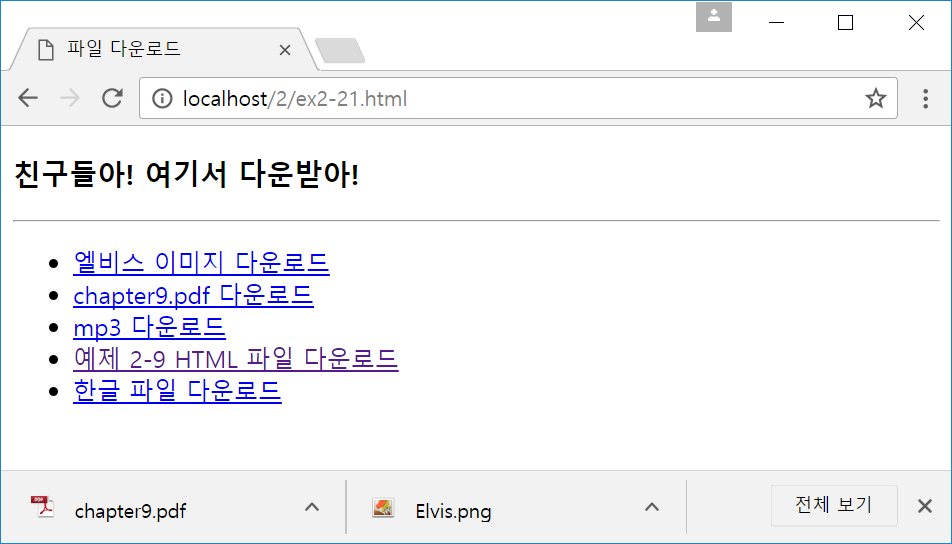 파일 다운로드
localhost/2/ex2-21.html
친구들아! 여기서 다운받아!
엘비스 이미지 다운로드
chapter9.pdf 다운로드
mp3 다운로드
예제 2-9 HTML 파일 다운로드
한글 파일 다운로드
PDF
chapter9.pdf
Elvis.png
전체 보기